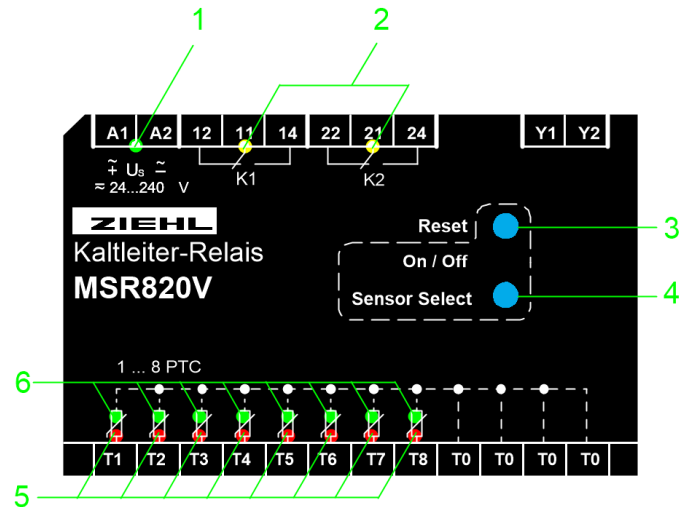 1 2
A1 A2 12 11 14 22 21 24 Y1 Y2
~ + Us ~ −
K1 K2
≈ 24...240 V
ZIEHL
Reset 3
Kaltleiter-Relais
On / Off
MSR820V
Sensor Select 4
1 ... 8 PTC
6
T1 T2 T3 T4 T5 T6 T7 T8 T0 T0 T0 T0
5